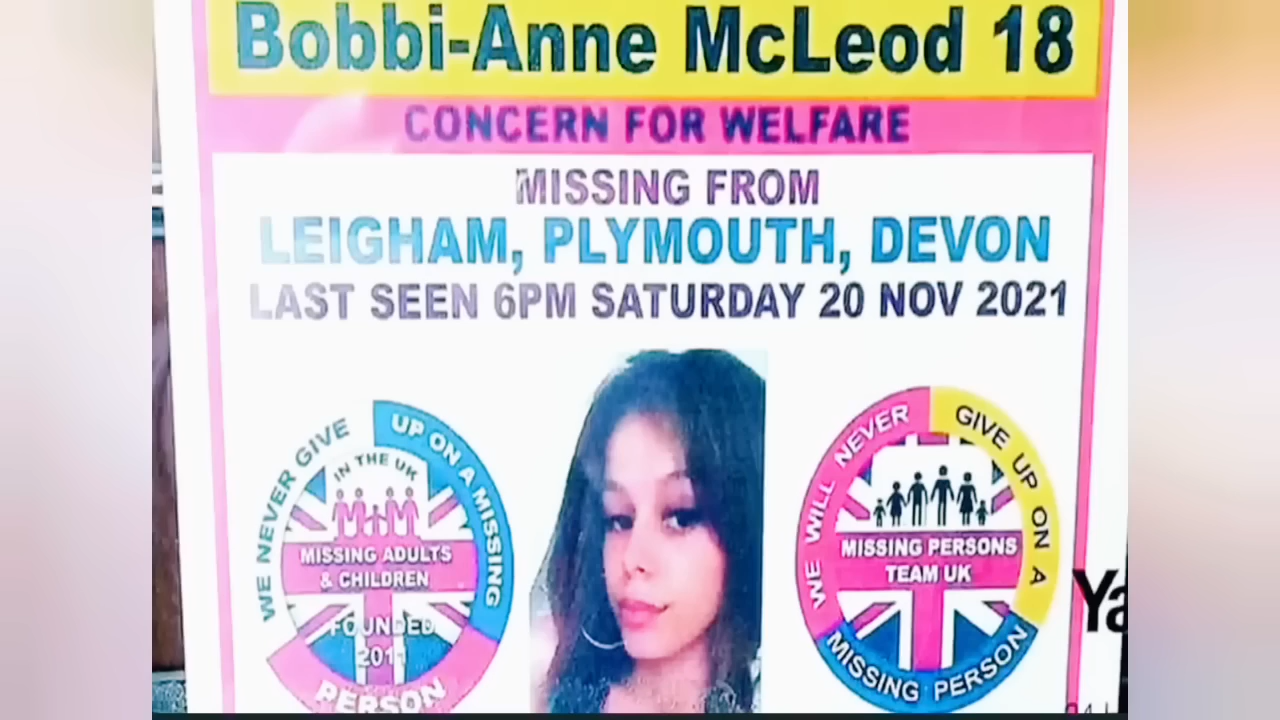 Bobbi-Anne McLeod 18
CONCERN FOR WELFARE
MISSING FROM
LEIGHAM, PLYMOUTH, DEVON
LAST SEEN 6PM SATURDAY 20 NOV 2021
WE NEVER GIVE UP ON A MISSING PERSON
IN THE UK
MISSING ADULTS
& CHILDREN
FOUNDED
2011
WE WILL NEVER GIVE UP ON A MISSING PERSON
MISSING PERSONS
TEAM UK
Ya